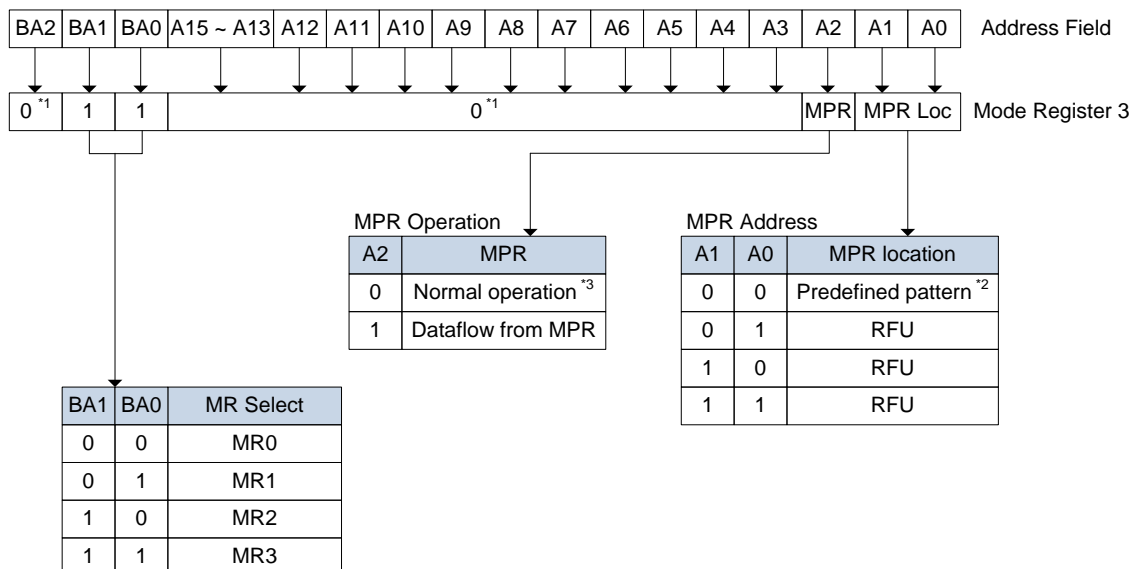 BA2 BA1 BA0 A15 ~ A13 A12 A11 A10 A9 A8 A7 A6 A5 A4 A3 A2 A1 A0 Address Field
0 *1 1 1 0 *1 MPR MPR Loc Mode Register 3
MPR Operation
A2 MPR
0 Normal operation *3
1 Dataflow from MPR
MPR Address
A1 A0 MPR location
0 0 Predefined pattern *2
0 1 RFU
1 0 RFU
1 1 RFU
BA1 BA0 MR Select
0 0 MR0
0 1 MR1
1 0 MR2
1 1 MR3